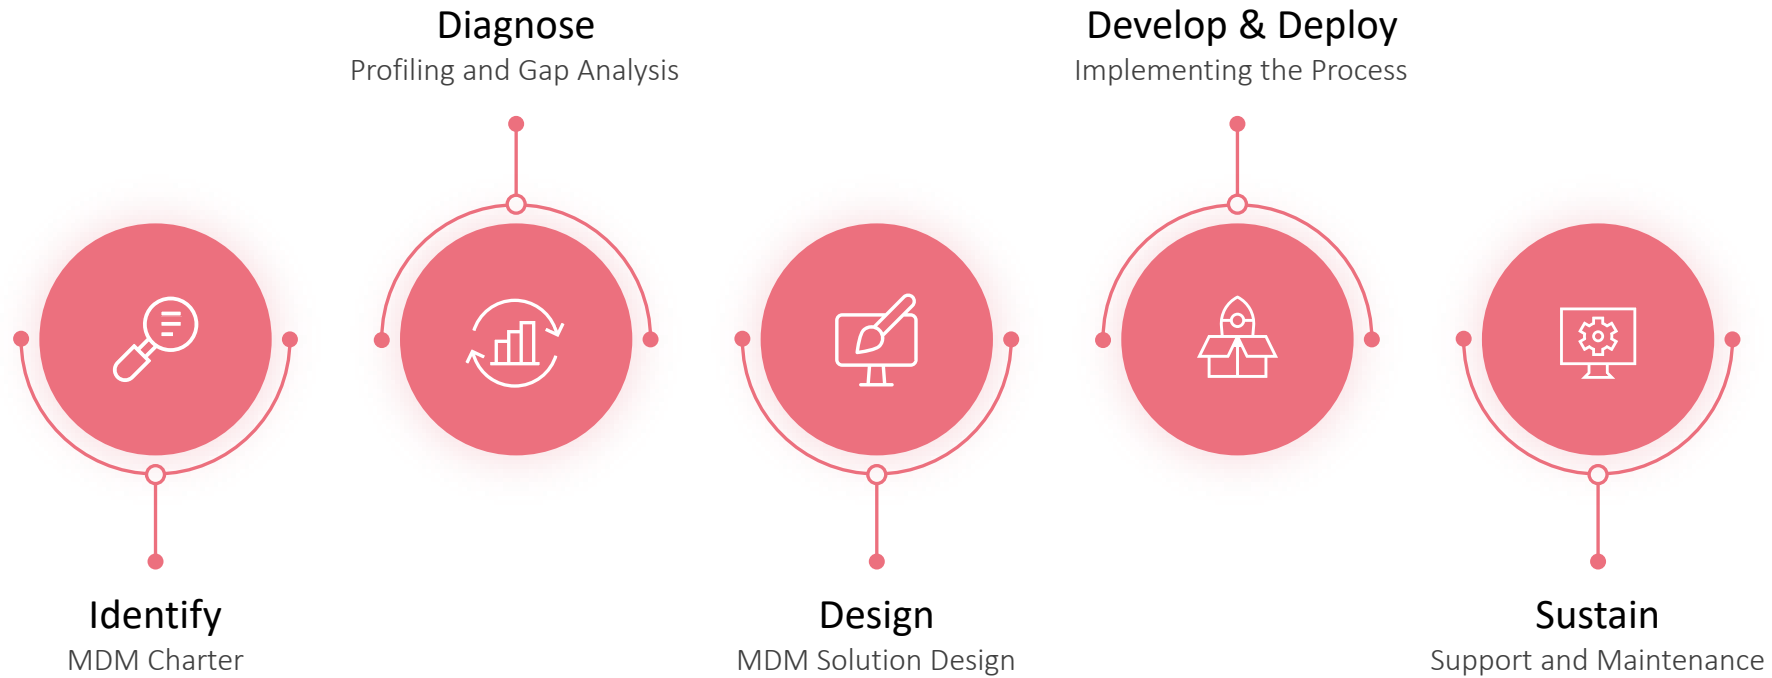 Identify
MDM Charter
Diagnose
Profiling and Gap Analysis
Design
MDM Solution Design
Develop & Deploy
Implementing the Process
Sustain
Support and Maintenance